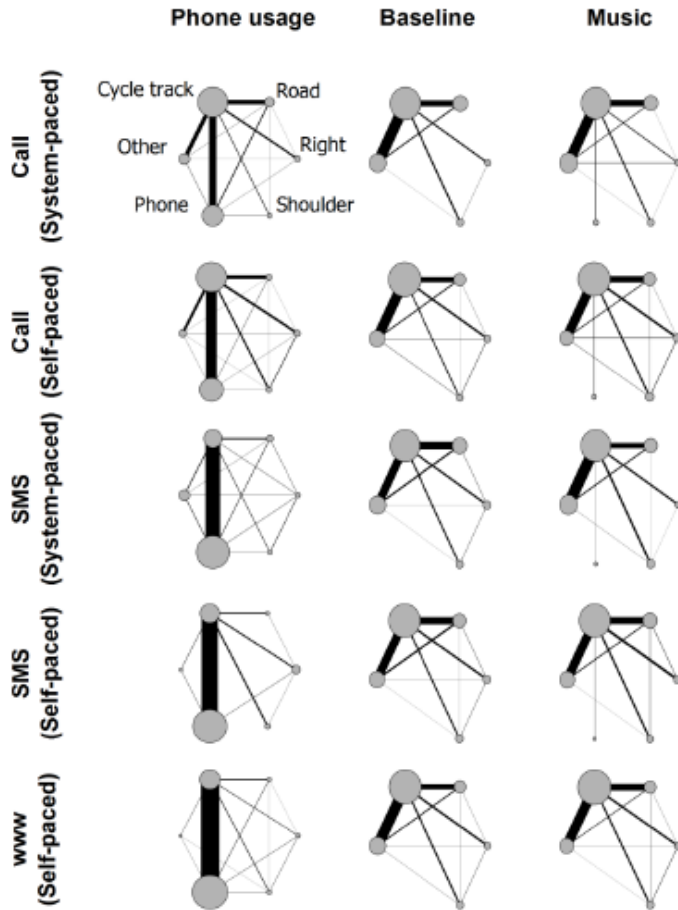 Phone usage Baseline Music
Call
(System-paced)
Cycle track Road
Other Right
Phone Shoulder
Call
(Self-paced)
SMS
(System-paced)
SMS
(Self-paced)
www
(Self-paced)